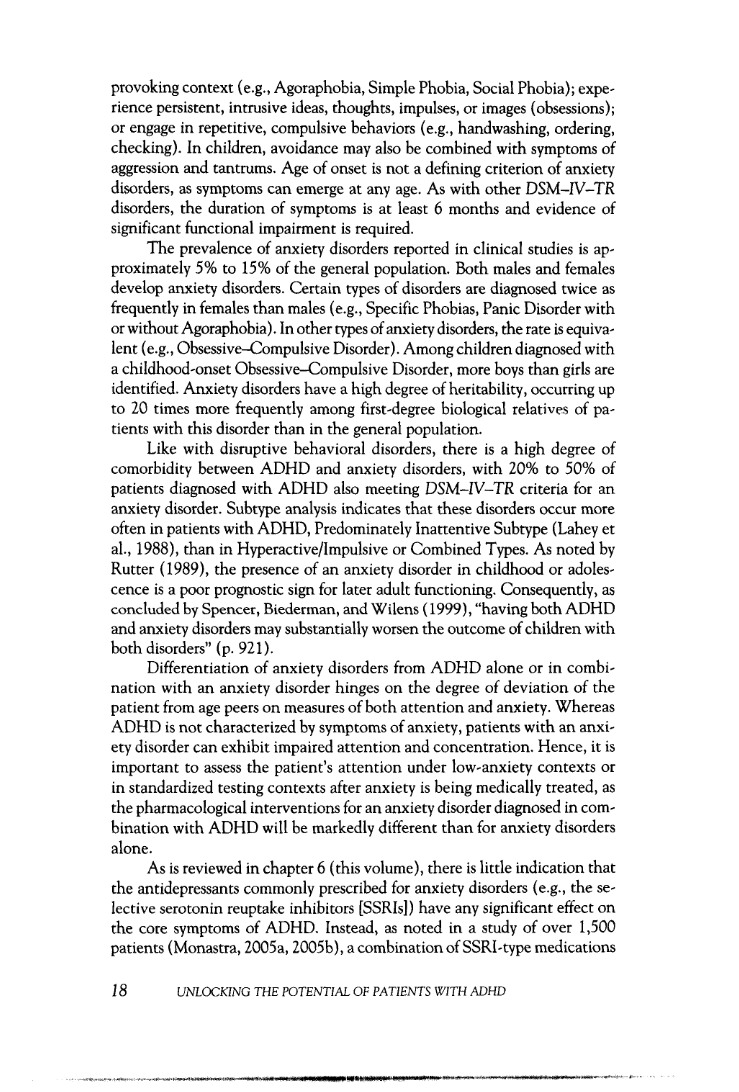 provoking context (e.g., Agoraphobia, Simple Phobia, Social Phobia); expe-
rience persistent, intrusive ideas, thoughts, impulses, or images (obsessions);
or engage in repetitive, compulsive behaviors (e.g., handwashing, ordering,
checking). In children, avoidance may also be combined with symptoms of
aggression and tantrums. Age of onset is not a defining criterion of anxiety
disorders, as symptoms can emerge at any age. As with other DSM–IV–TR
disorders, the duration of symptoms is at least 6 months and evidence of
significant functional impairment is required.
The prevalence of anxiety disorders reported in clinical studies is ap-
proximately 5% to 15% of the general population. Both males and females
develop anxiety disorders. Certain types of disorders are diagnosed twice as
frequently in females than males (e.g., Specific Phobias, Panic Disorder with
or without Agoraphobia). In other types of anxiety disorders, the rate is equiva-
lent (e.g., Obsessive–Compulsive Disorder). Among children diagnosed with
a childhood-onset Obsessive–Compulsive Disorder, more boys than girls are
identified. Anxiety disorders have a high degree of heritability, occurring up
to 20 times more frequently among first-degree biological relatives of pa-
tients with this disorder than in the general population.
Like with disruptive behavioral disorders, there is a high degree of
comorbidity between ADHD and anxiety disorders, with 20% to 50% of
patients diagnosed with ADHD also meeting DSM–IV–TR criteria for an
anxiety disorder. Subtype analysis indicates that these disorders occur more
often in patients with ADHD, Predominately Inattentive Subtype (Lahey et
al., 1988), than in Hyperactive/Impulsive or Combined Types. As noted by
Rutter (1989), the presence of an anxiety disorder in childhood or adoles-
cence is a poor prognostic sign for later adult functioning. Consequently, as
concluded by Spencer, Biederman, and Wilens (1999), “having both ADHD
and anxiety disorders may substantially worsen the outcome of children with
both disorders” (p. 921).
Differentiation of anxiety disorders from ADHD alone or in combi-
nation with an anxiety disorder hinges on the degree of deviation of the
patient from age peers on measures of both attention and anxiety. Whereas
ADHD is not characterized by symptoms of anxiety, patients with an anxi-
ety disorder can exhibit impaired attention and concentration. Hence, it is
important to assess the patient’s attention under low-anxiety contexts or
in standardized testing contexts after anxiety is being medically treated, as
the pharmacological interventions for an anxiety disorder diagnosed in com-
bination with ADHD will be markedly different than for anxiety disorders
alone.
As is reviewed in chapter 6 (this volume), there is little indication that
the antidepressants commonly prescribed for anxiety disorders (e.g., the se-
lective serotonin reuptake inhibitors [SSRIs]) have any significant effect on
the core symptoms of ADHD. Instead, as noted in a study of over 1,500
patients (Monastra, 2005a, 2005b), a combination of SSRI-type medications
18 UNLOCKING THE POTENTIAL OF PATIENTS WITH ADHD